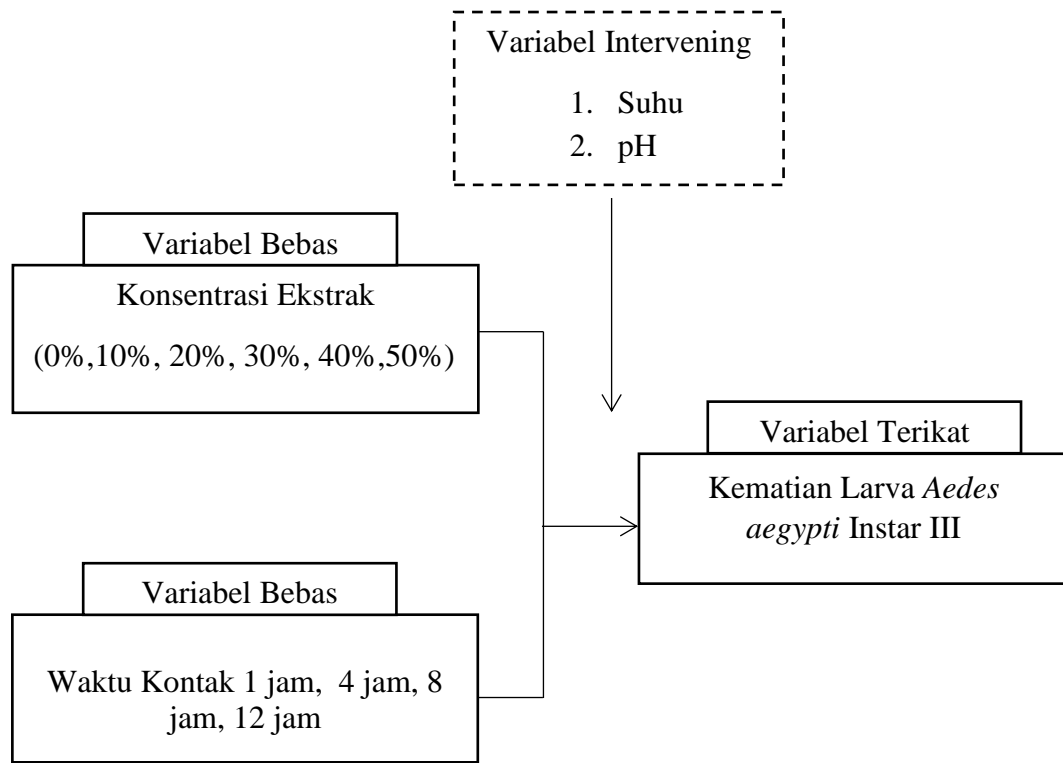 Variabel Intervening
1. Suhu
2. pH
Variabel Bebas
Konsentrasi Ekstrak
(0%,10%, 20%, 30%, 40%,50%)
Variabel Terikat
Kematian Larva Aedes
aegypti Instar III
Variabel Bebas
Waktu Kontak 1 jam, 4 jam, 8
jam, 12 jam